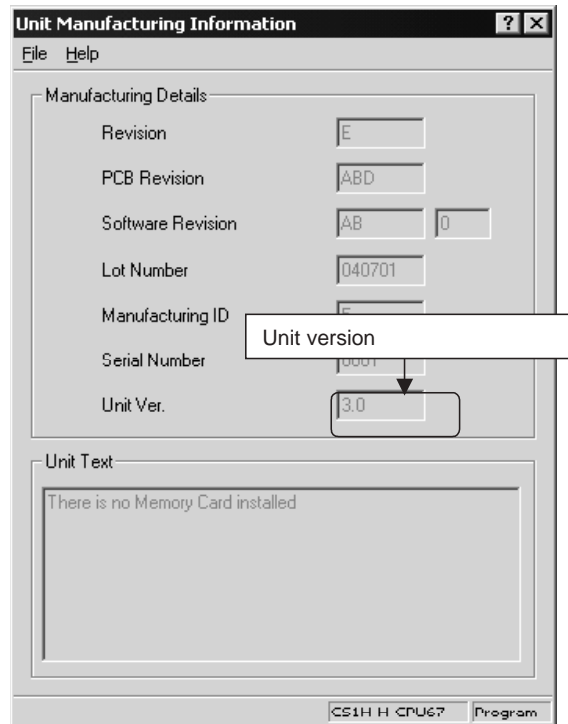 Unit Manufacturing Information
File Help
Manufacturing Details
Revision E
PCB Revision ABD
Software Revision AB 0
Lot Number 040701
Manufacturing ID
Unit version
Serial Number
Unit Ver. 3.0
Unit Text
There is no Memory Card installed
CS1H H CPU67 Program